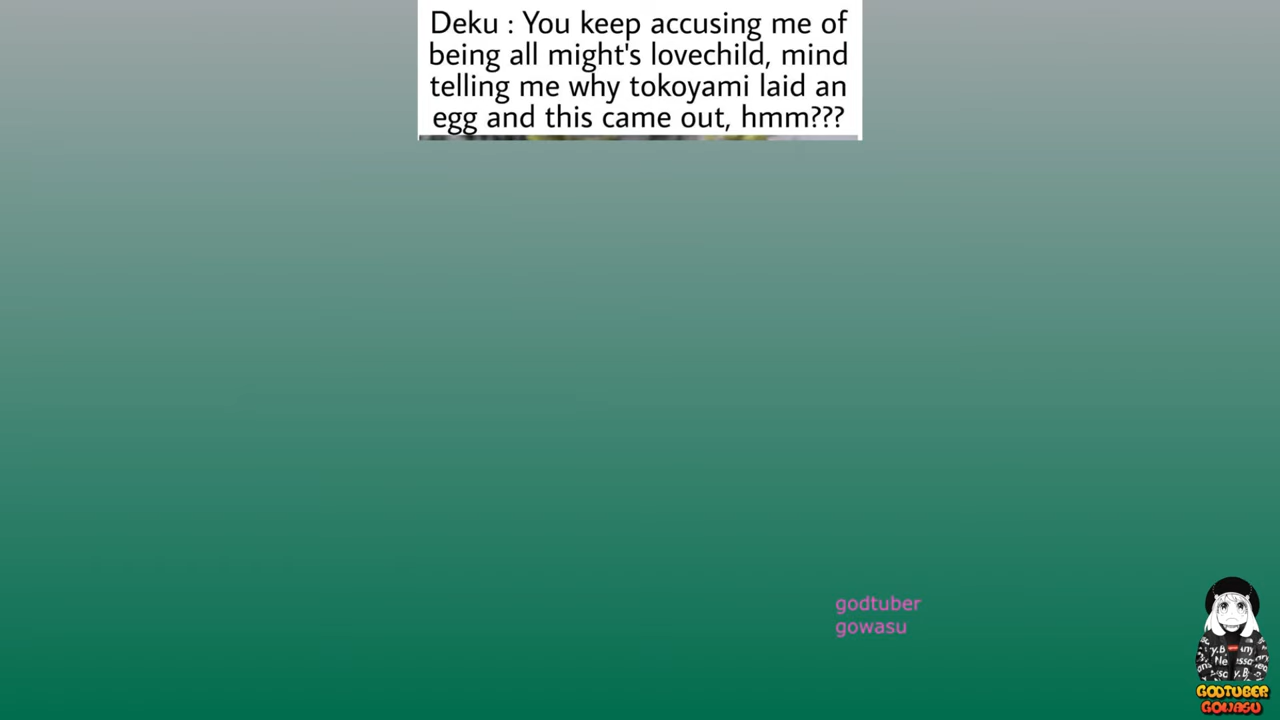 Deku : You keep accusing me of
being all might's lovechild, mind
telling me why tokoyami laid an
egg and this came out, hmm???
godtuber
gowasu
GODTUBER
GOWASU